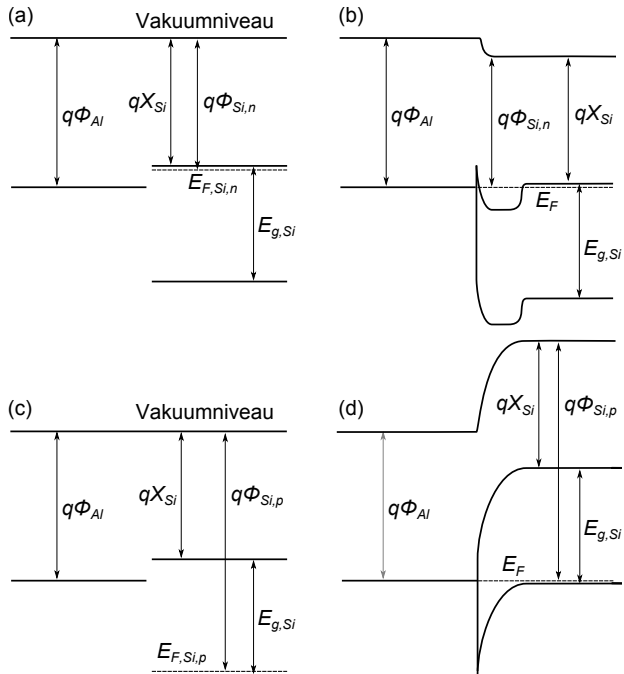 (a)
Vakuumniveau
qΦAl
qXSi
qΦSi,n
EF,Si,n
Eg,Si
(b)
qΦAl
qΦSi,n
qXSi
EF
Eg,Si
(c)
Vakuumniveau
qΦAl
qXSi
qΦSi,p
EF,Si,p
Eg,Si
(d)
qΦAl
qXSi
qΦSi,p
EF
Eg,Si